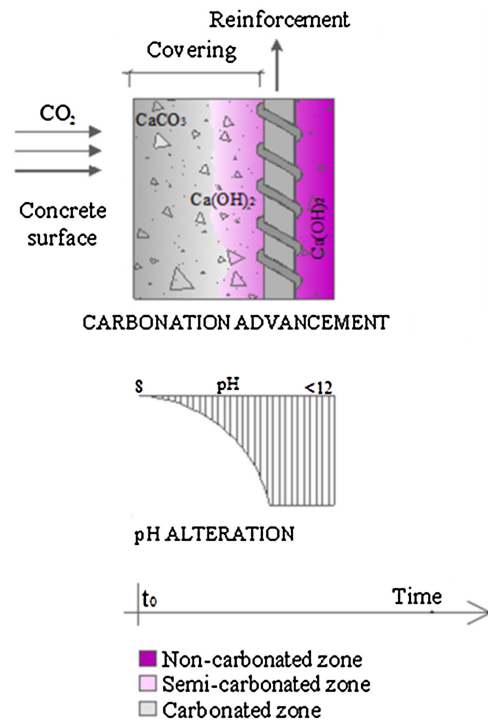 Reinforcement
Covering
CO2
CaCO3
Ca(OH)2
Ca(OH)2
Concrete
surface
CARBONATION ADVANCEMENT
8 pH <12
pH ALTERATION
t0 Time
Non-carbonated zone
Semi-carbonated zone
Carbonated zone